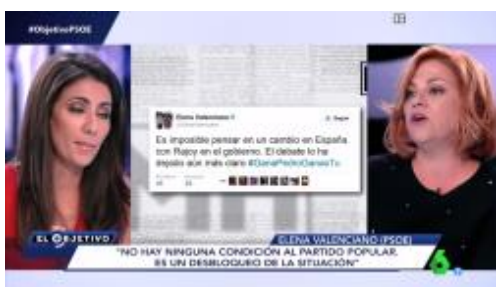 #ObjetivoPSOE
Elena Valenciano
Seguir
Es imposible pensar en un cambio en España
con Rajoy en el gobierno. El debate lo ha
dejado aún más claro #GanaPedroGanasTu
EL OBJETIVO
ELENA VALENCIANO (PSOE)
"NO HAY NINGUNA CONDICIÓN AL PARTIDO POPULAR,
ES UN DESBLOQUEO DE LA SITUACIÓN"
6